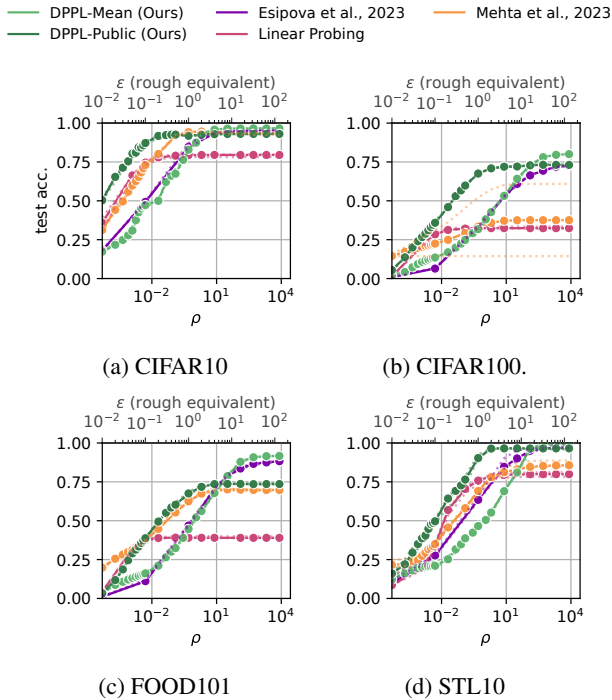 DPPL-Mean (Ours) Esipova et al., 2023 Mehta et al., 2023
DPPL-Public (Ours) Linear Probing
ε (rough equivalent) ε (rough equivalent)
10⁻² 10⁻¹ 10⁰ 10¹ 10² 10⁻² 10⁻¹ 10⁰ 10¹ 10²
test acc.
1.00 1.00
0.75 0.75
0.50 0.50
0.25 0.25
0.00 0.00
10⁻² 10¹ 10⁴ 10⁻² 10¹ 10⁴
ρ ρ
(a) CIFAR10 (b) CIFAR100.
ε (rough equivalent) ε (rough equivalent)
10⁻² 10⁻¹ 10⁰ 10¹ 10² 10⁻² 10⁻¹ 10⁰ 10¹ 10²
1.00 1.00
0.75 0.75
0.50 0.50
0.25 0.25
0.00 0.00
10⁻² 10¹ 10⁴ 10⁻² 10¹ 10⁴
ρ ρ
(c) FOOD101 (d) STL10